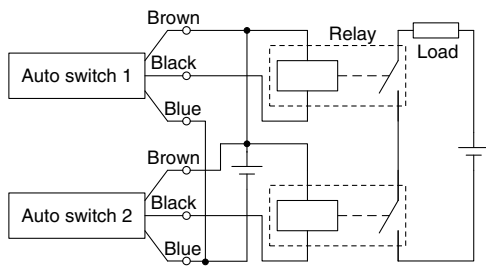 Brown
Relay
Load
Auto switch 1
Black
Blue
Brown
Auto switch 2
Black
Blue